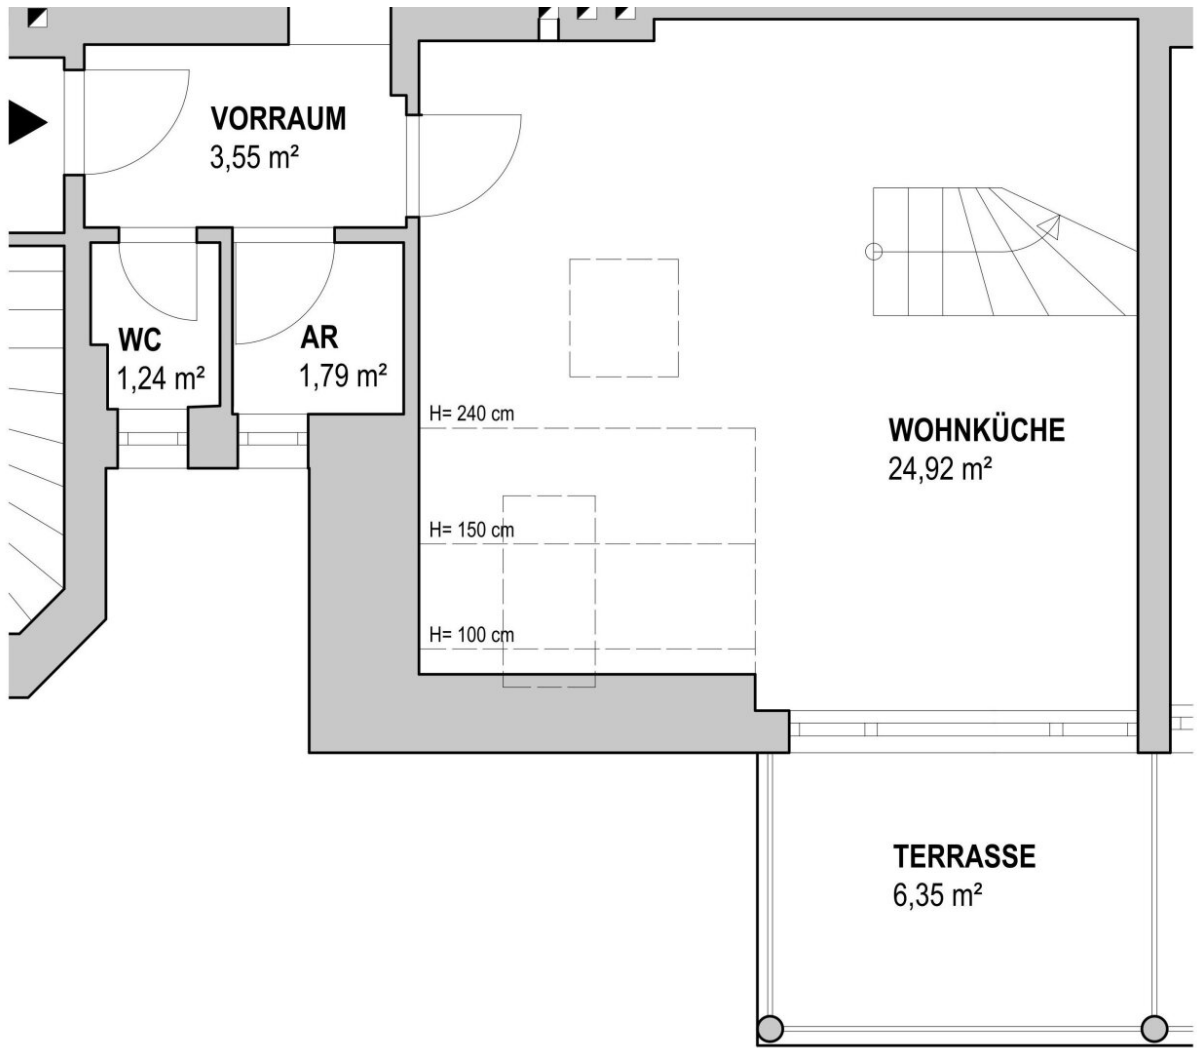 VORRAUM
3,55 m²
WC
1,24 m²
AR
1,79 m²
H= 240 cm
H= 150 cm
H= 100 cm
WOHNKÜCHE
24,92 m²
TERRASSE
6,35 m²